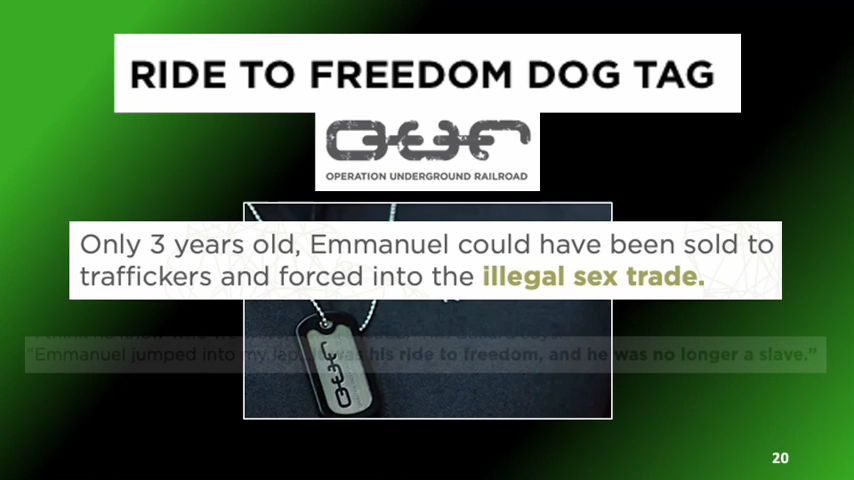 RIDE TO FREEDOM DOG TAG
OPERATION UNDERGROUND RAILROAD
Only 3 years old, Emmanuel could have been sold to
traffickers and forced into the illegal sex trade.
"Emmanuel jumped into my lap. It was his ride to freedom, and he was no longer a slave."
20